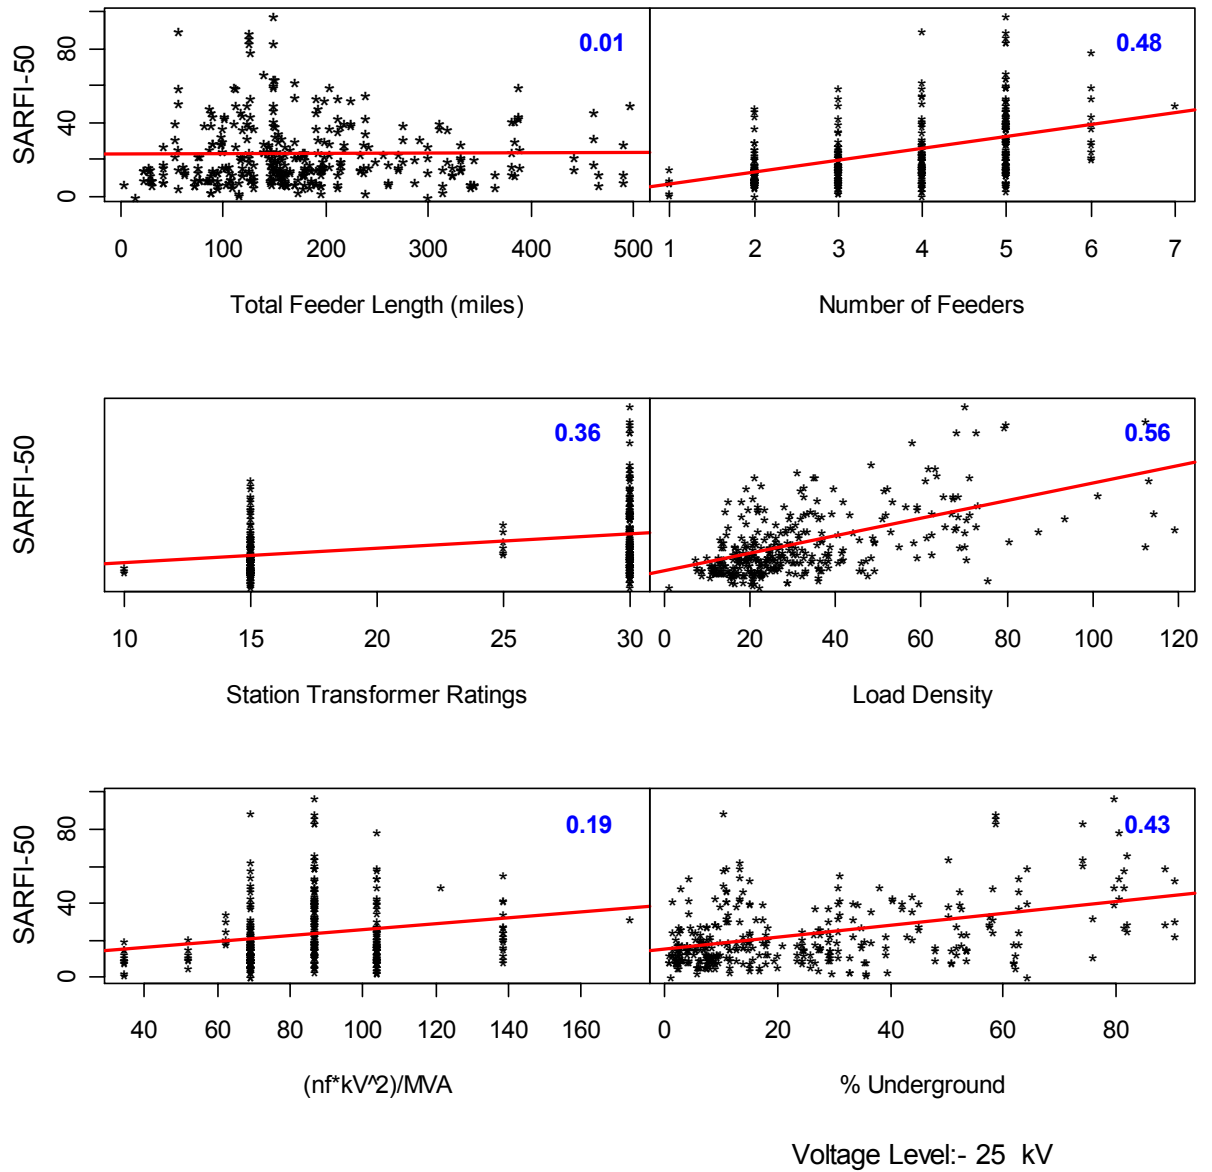 SARFI-50
80
40
0
0.01
0.48
0 100 200 300 400 500
1 2 3 4 5 6 7
Total Feeder Length (miles)
Number of Feeders
SARFI-50
0.36
0.56
10 15 20 25 30
0 20 40 60 80 100 120
Station Transformer Ratings
Load Density
SARFI-50
80
40
0
0.19
0.43
40 60 80 100 120 140 160
0 20 40 60 80
(nf*kV^2)/MVA
% Underground
Voltage Level:- 25 kV